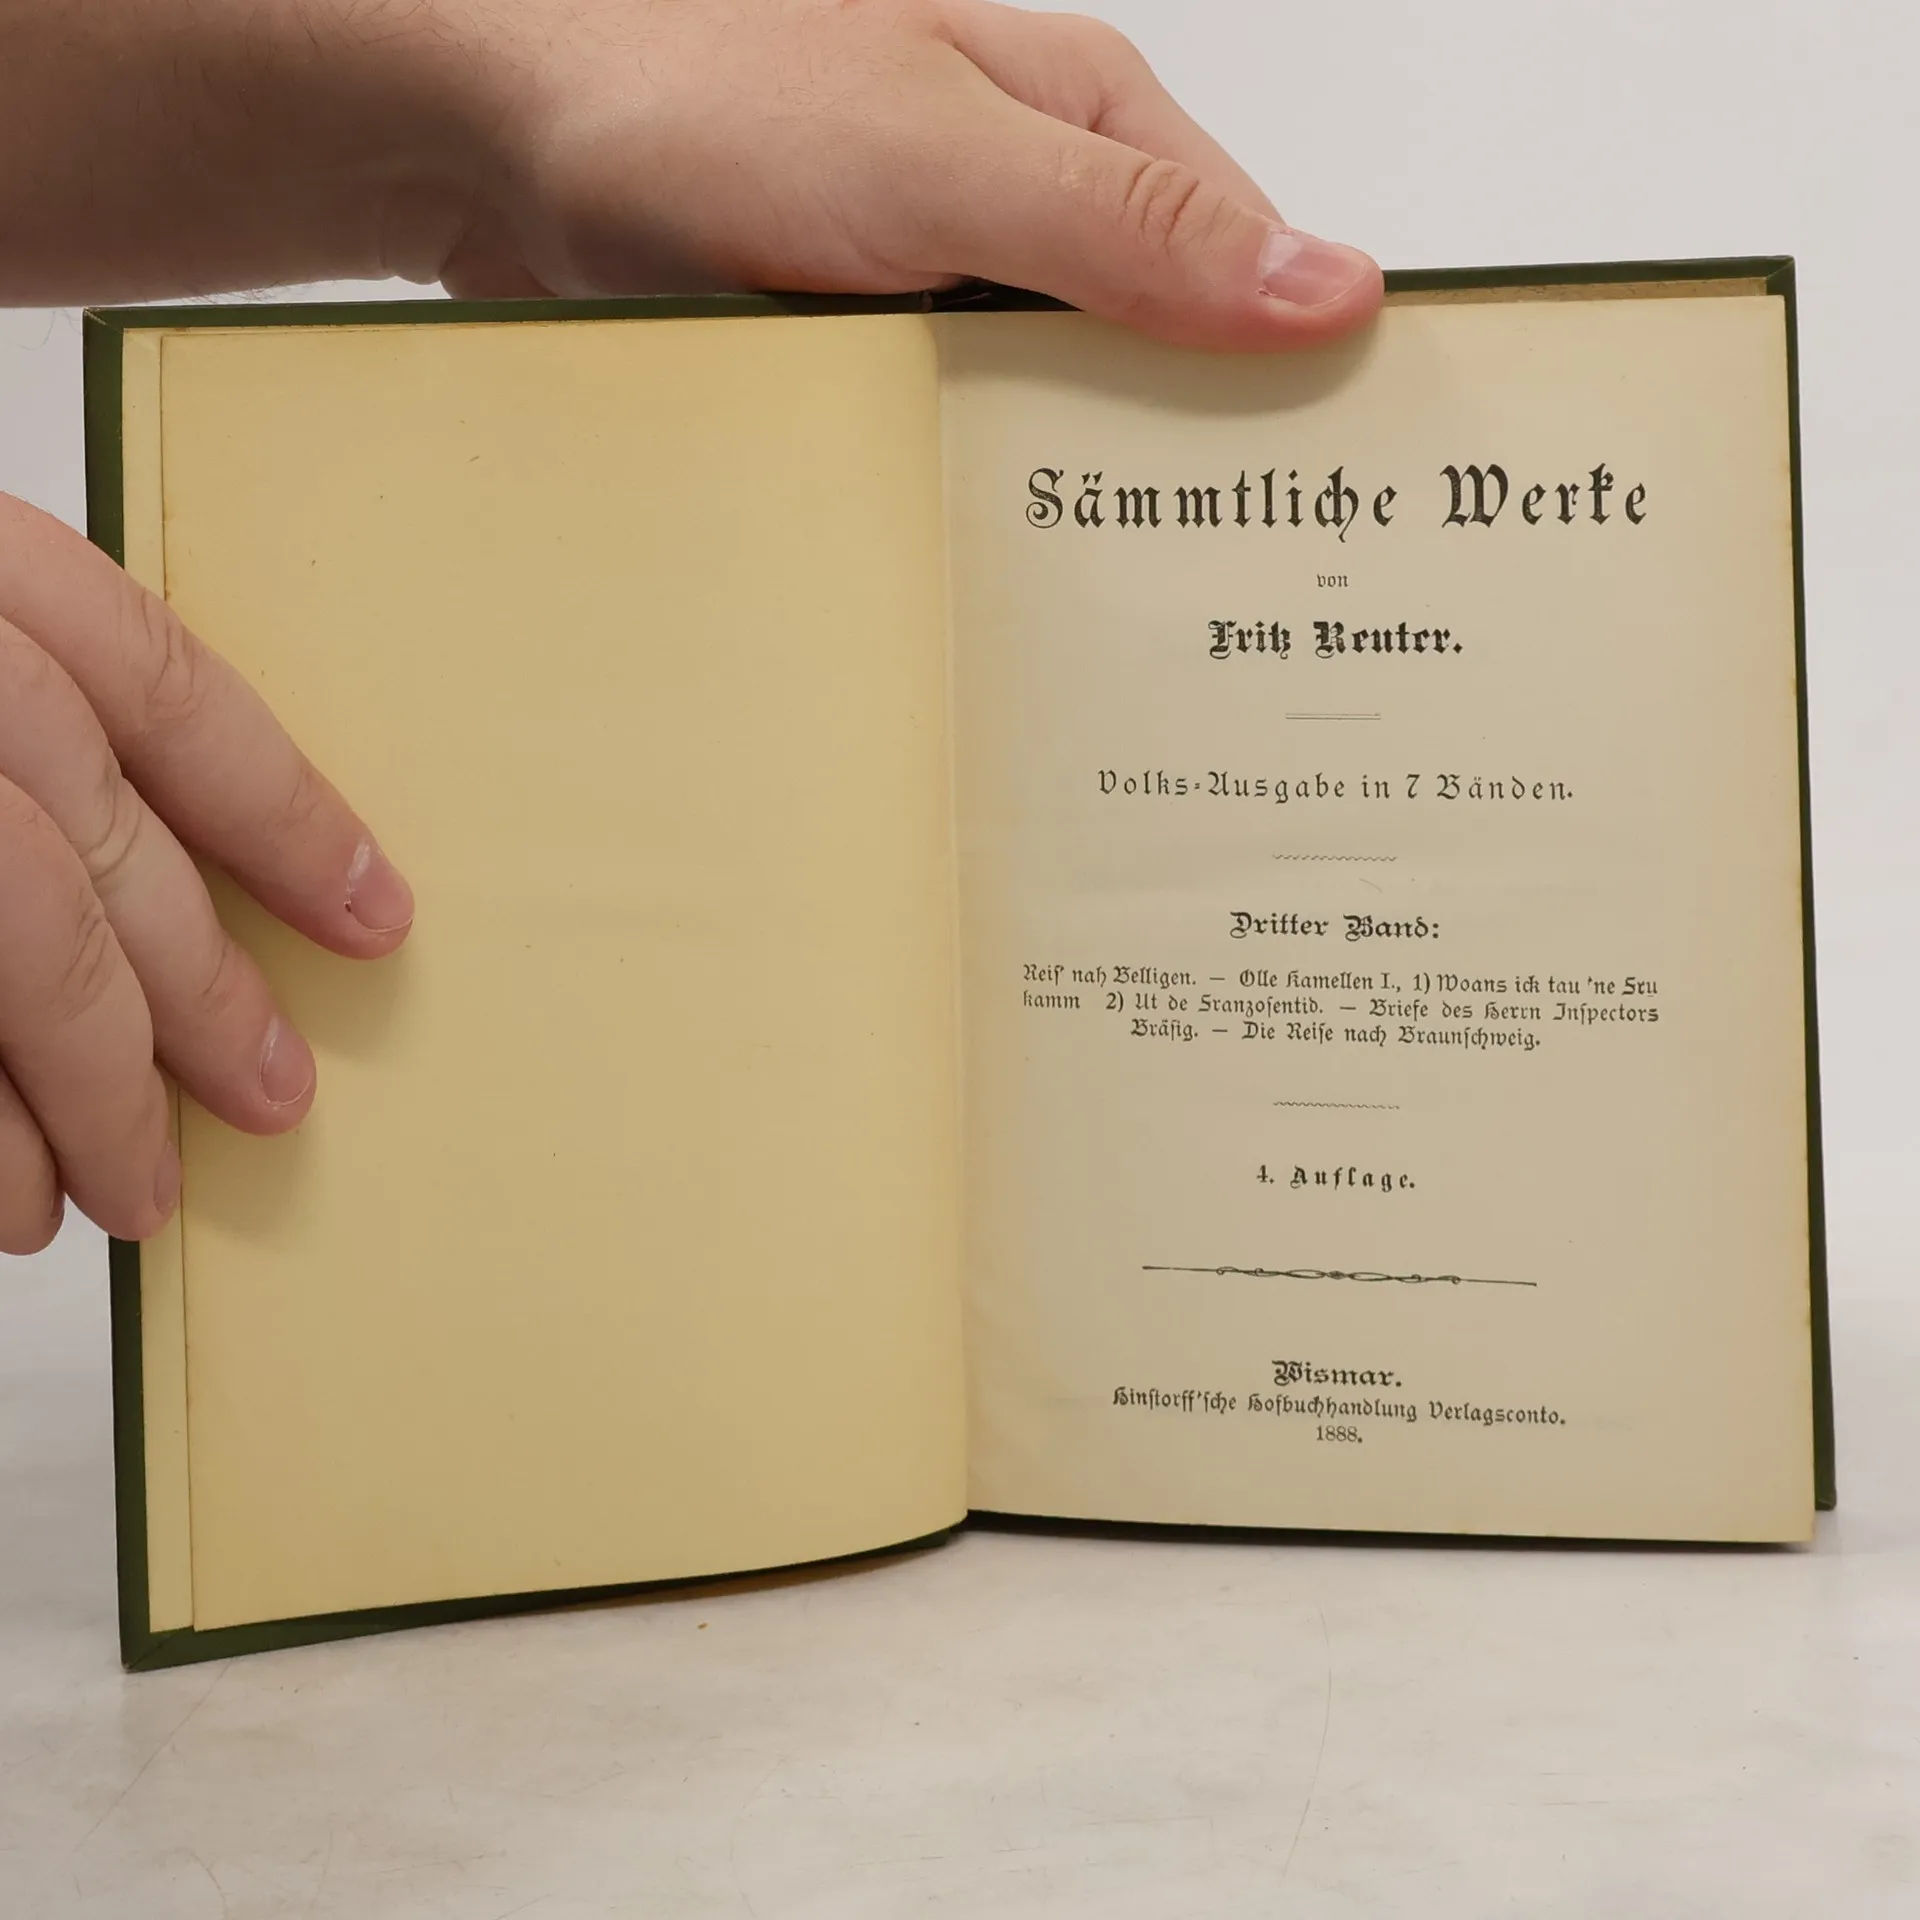 Sämmtliche Werke
von
Fritz Reuter.
Volks-Ausgabe in 7 Bänden.
Dritter Band:
Reis' nah Belligen. — Olle Kamellen I., 1) Woans ick tau 'ne Fru
kamm 2) Ut de Franzosentid. — Briefe des Herrn Inspectors
Bräsig. — Die Reise nach Braunschweig.
4. Auflage.
Wismar.
Hinstorff'sche Hofbuchhandlung Verlagsconto.
1888.